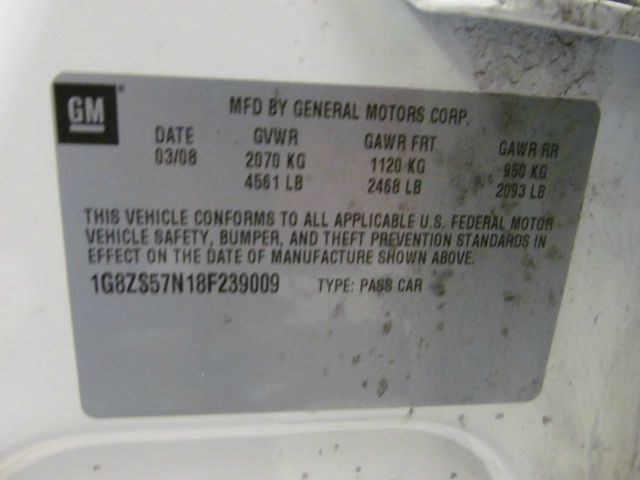 GM
MFD BY GENERAL MOTORS CORP.
DATE GVWR GAWR FRT GAWR RR
03/08 2070 KG 1120 KG 950 KG
4561 LB 2468 LB 2093 LB
THIS VEHICLE CONFORMS TO ALL APPLICABLE U.S. FEDERAL MOTOR
VEHICLE SAFETY, BUMPER, AND THEFT PREVENTION STANDARDS IN
EFFECT ON THE DATE OF MANUFACTURE SHOWN ABOVE.
1G8ZS57N18F239009 TYPE: PASS CAR